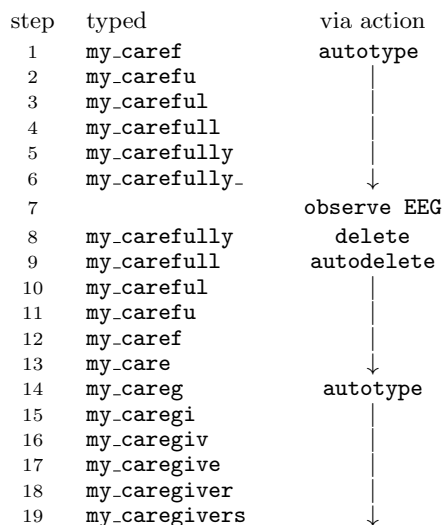 step typed via action
1 my_caref autotype
2 my_carefu
3 my_careful
4 my_carefull
5 my_carefully
6 my_carefully_
7 observe EEG
8 my_carefully delete
9 my_carefull autodelete
10 my_careful
11 my_carefu
12 my_caref
13 my_care
14 my_careg autotype
15 my_caregi
16 my_caregiv
17 my_caregive
18 my_caregiver
19 my_caregivers